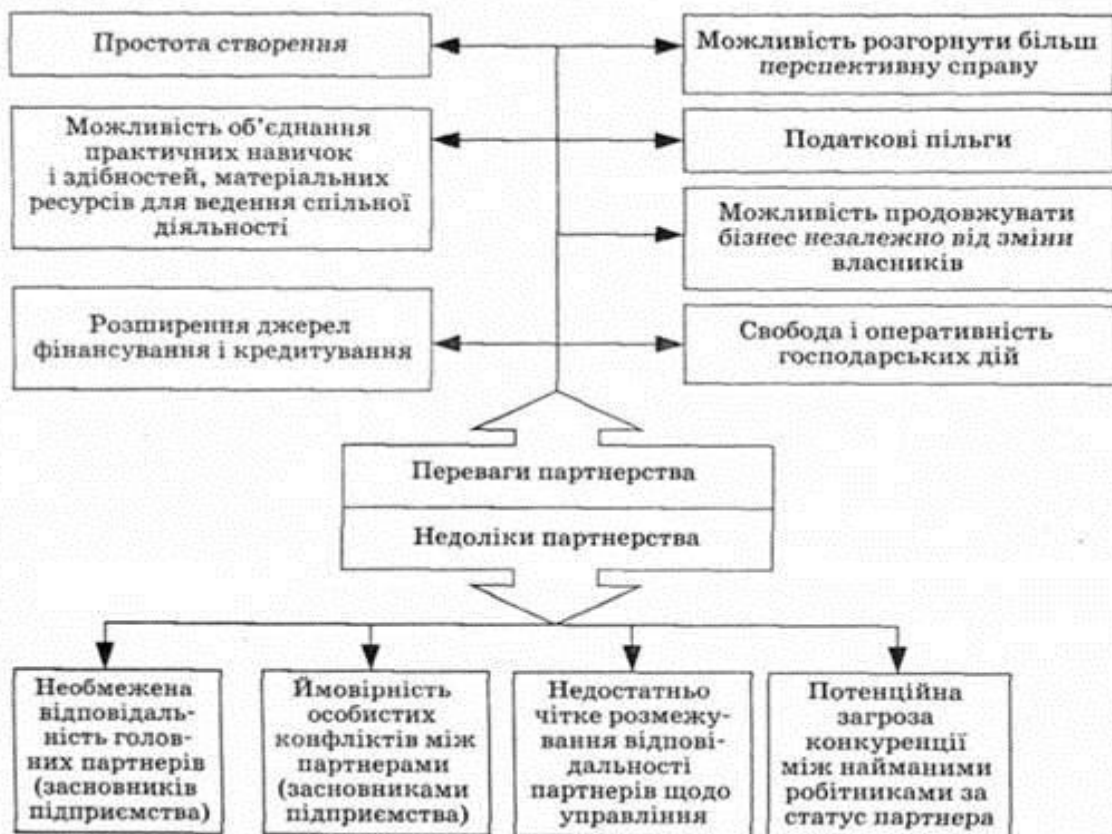 Простота створення
Можливість розгорнути більш
перспективну справу
Можливість об’єднання
практичних навичок
і здібностей, матеріальних
ресурсів для ведення спільної
діяльності
Податкові пільги
Можливість продовжувати
бізнес незалежно від зміни
власників
Розширення джерел
фінансування і кредитування
Свобода і оперативність
господарських дій
Переваги партнерства
Недоліки партнерства
Необмежена
відповідаль-
ність голов-
них партнерів
(засновників
підприємства)
Ймовірність
особистих
конфліктів між
партнерами
(засновниками
підприємства)
Недостатньо
чітке розмежу-
вання відпові-
дальності
партнерів щодо
управління
Потенційна
загроза
конкуренції
між найманими
робітниками за
статус партнера